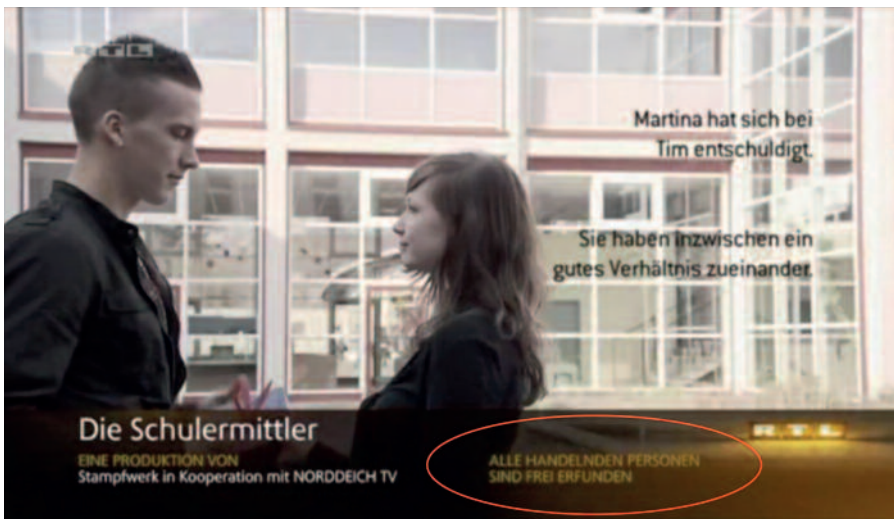 RTL
Martina hat sich bei
Tim entschuldigt.
Sie haben inzwischen ein
gutes Verhältnis zueinander.
Die Schulermittler
RTL
EINE PRODUKTION VON
Stampfwerk in Kooperation mit NORDDEICH TV
ALLE HANDELNDEN PERSONEN
SIND FREI ERFUNDEN